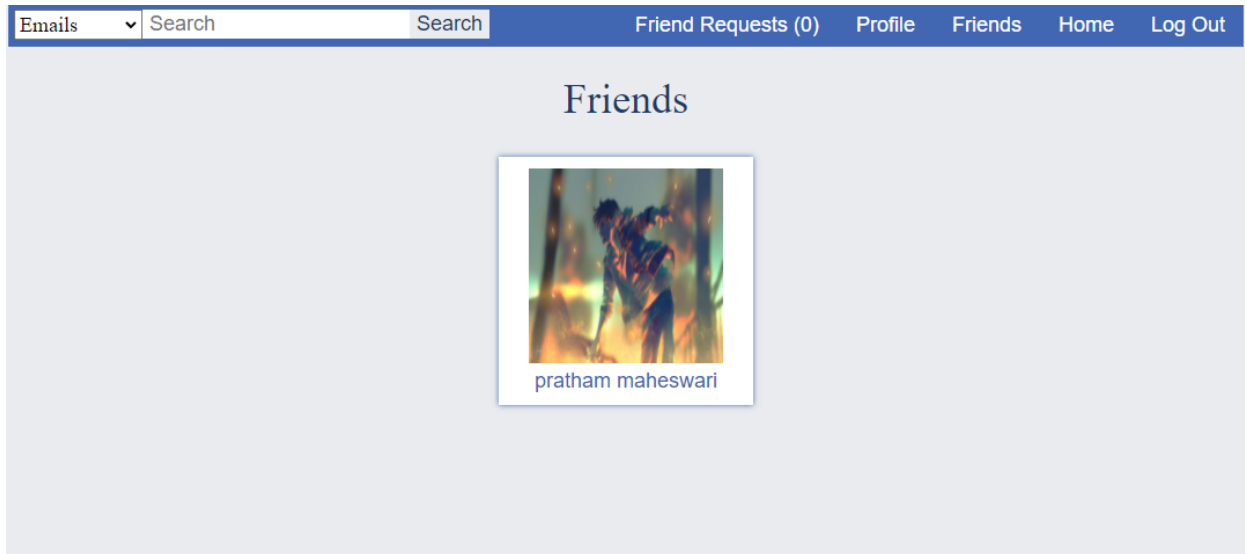 Emails Search Search Friend Requests (0) Profile Friends Home Log Out
Friends
pratham maheswari